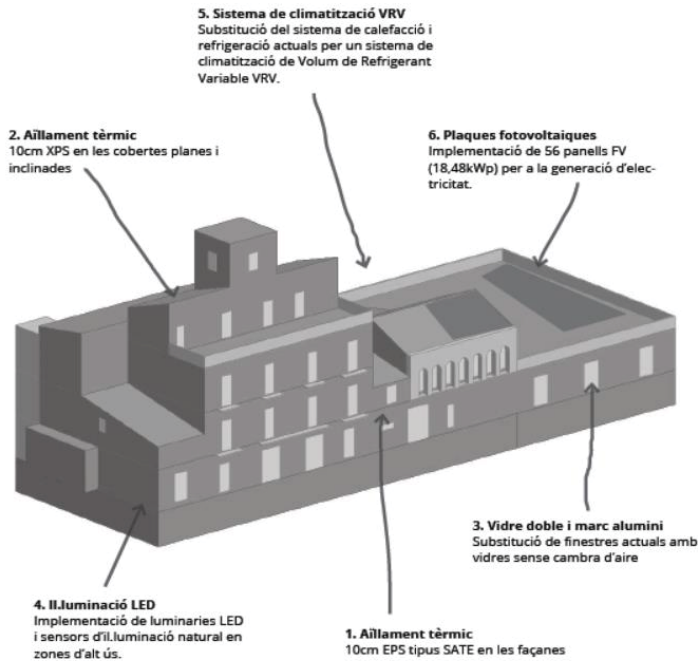 5. Sistema de climatització VRV
Substitució del sistema de calefacció i
refrigeració actuals per un sistema de
climatització de Volum de Refrigerant
Variable VRV.
2. Aïllament tèrmic
10cm XPS en les cobertes planes i
inclinades
6. Plaques fotovoltaiques
Implementació de 56 panells FV
(18,48kWp) per a la generació d'elec-
tricitat.
3. Vidre doble i marc alumini
Substitució de finestres actuals amb
vidres sense cambra d'aire
4. Il.luminació LED
Implementació de luminaries LED
i sensors d'il.luminació natural en
zones d'alt ús.
1. Aïllament tèrmic
10cm EPS tipus SATE en les façanes